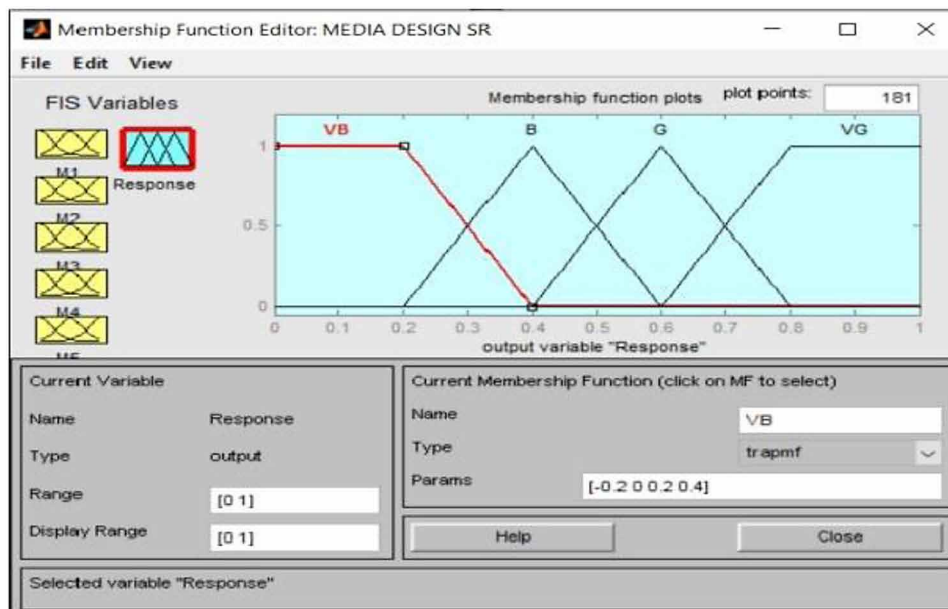 Membership Function Editor: MEDIA DESIGN SR
File Edit View
FIS Variables
Membership function plots plot points: 181
M1
Response
M2
M3
M4
M5
VB B G VG
1
0.5
0
0 0.1 0.2 0.3 0.4 0.5 0.6 0.7 0.8 0.9 1
output variable "Response"
Current Variable
Name Response
Type output
Range [0 1]
Display Range [0 1]
Current Membership Function (click on MF to select)
Name VB
Type trapmf
Params [-0.2 0 0.2 0.4]
Help Close
Selected variable "Response"